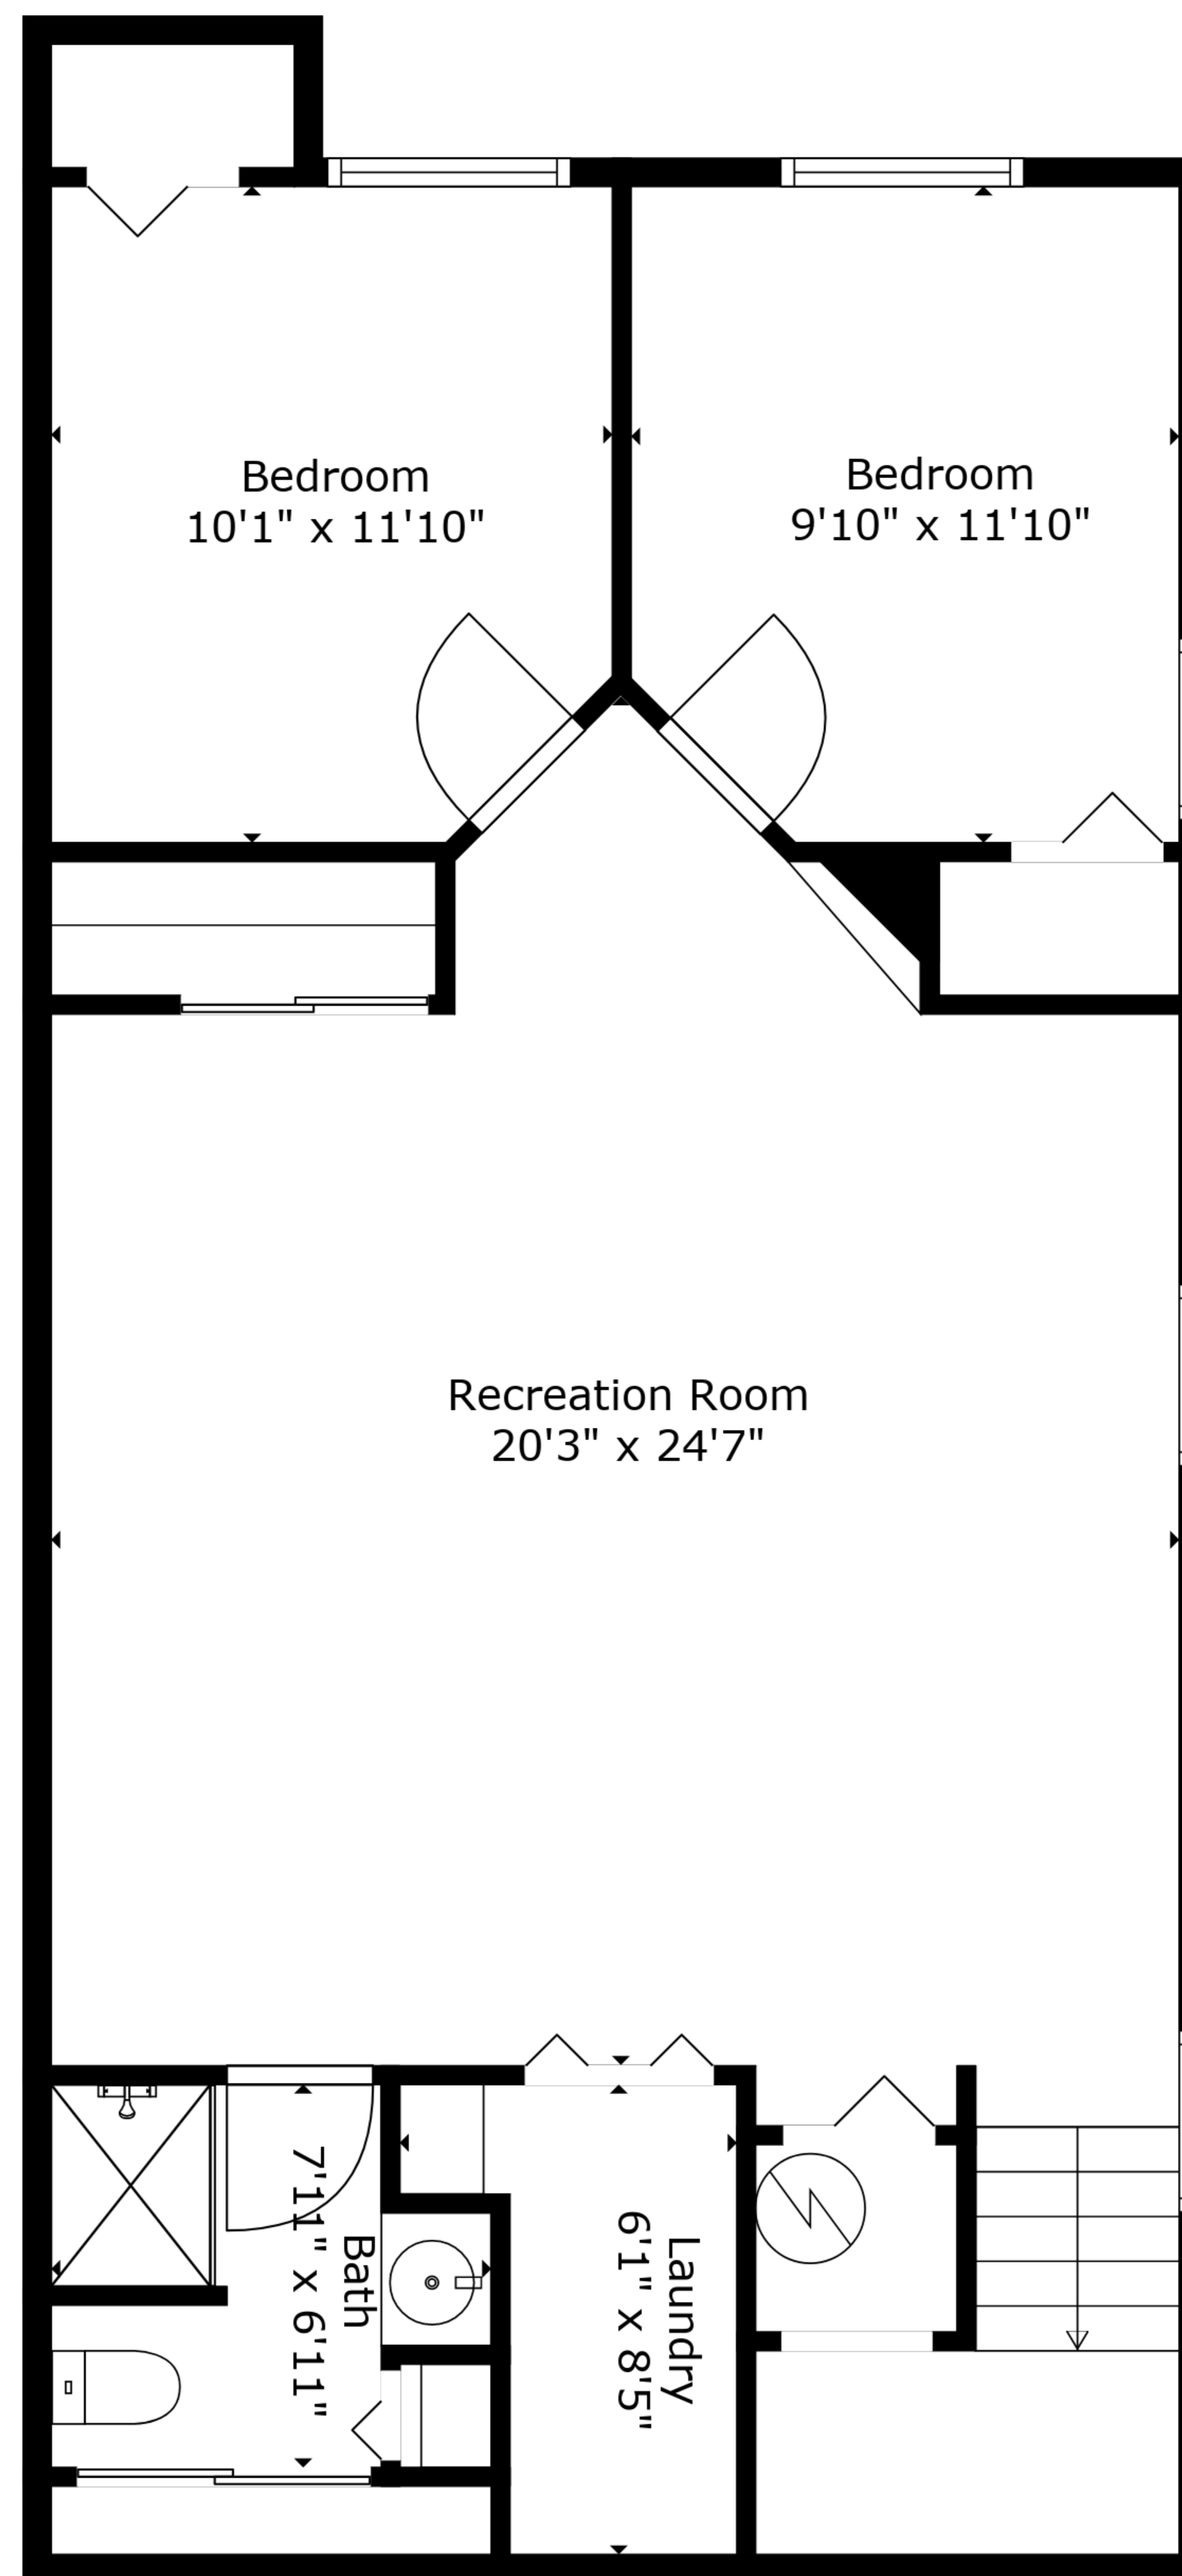 Bedroom
10'1" x 11'10"
Bedroom
9'10" x 11'10"
Recreation Room
20'3" x 24'7"
Bath
7'11" x 6'11"
Laundry
6'1" x 8'5"